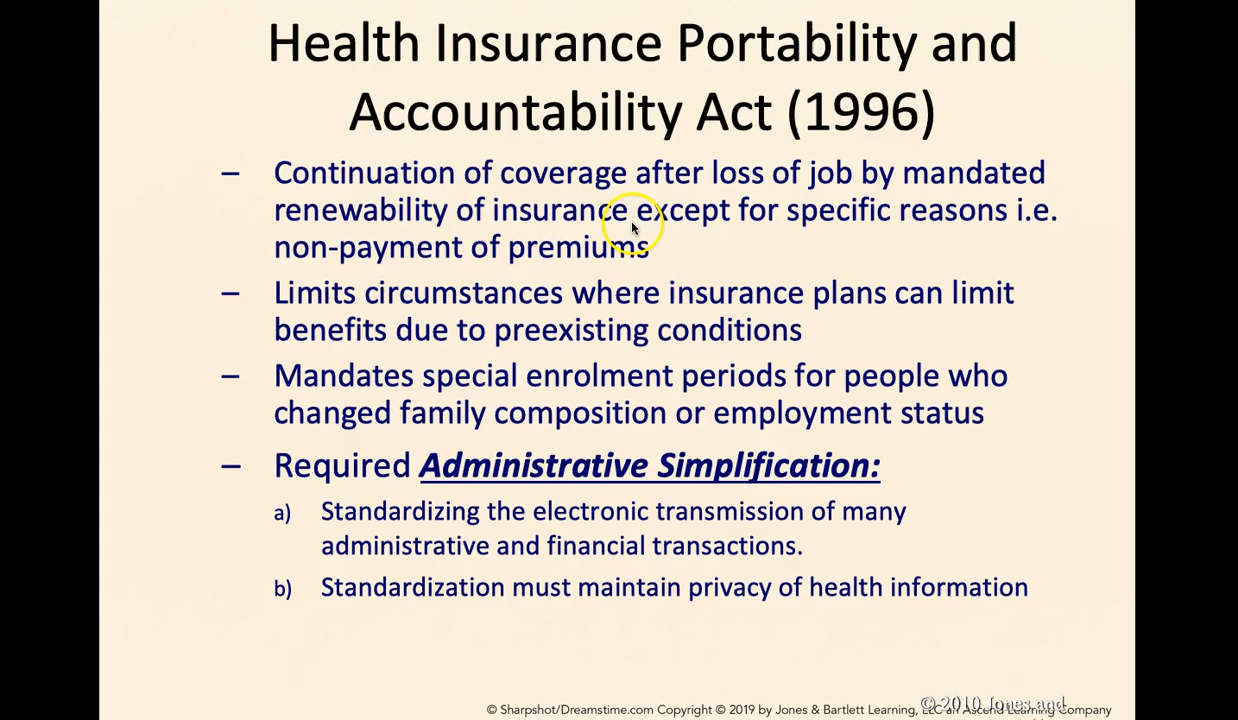 Health Insurance Portability and
Accountability Act (1996)
– Continuation of coverage after loss of job by mandated
renewability of insurance except for specific reasons i.e.
non-payment of premiums
– Limits circumstances where insurance plans can limit
benefits due to preexisting conditions
– Mandates special enrolment periods for people who
changed family composition or employment status
– Required Administrative Simplification:
a) Standardizing the electronic transmission of many
administrative and financial transactions.
b) Standardization must maintain privacy of health information
© 2010 Jones and
© Sharpshot/Dreamstime.com Copyright © 2019 by Jones & Bartlett Learning, LLC an Ascend Learning Company